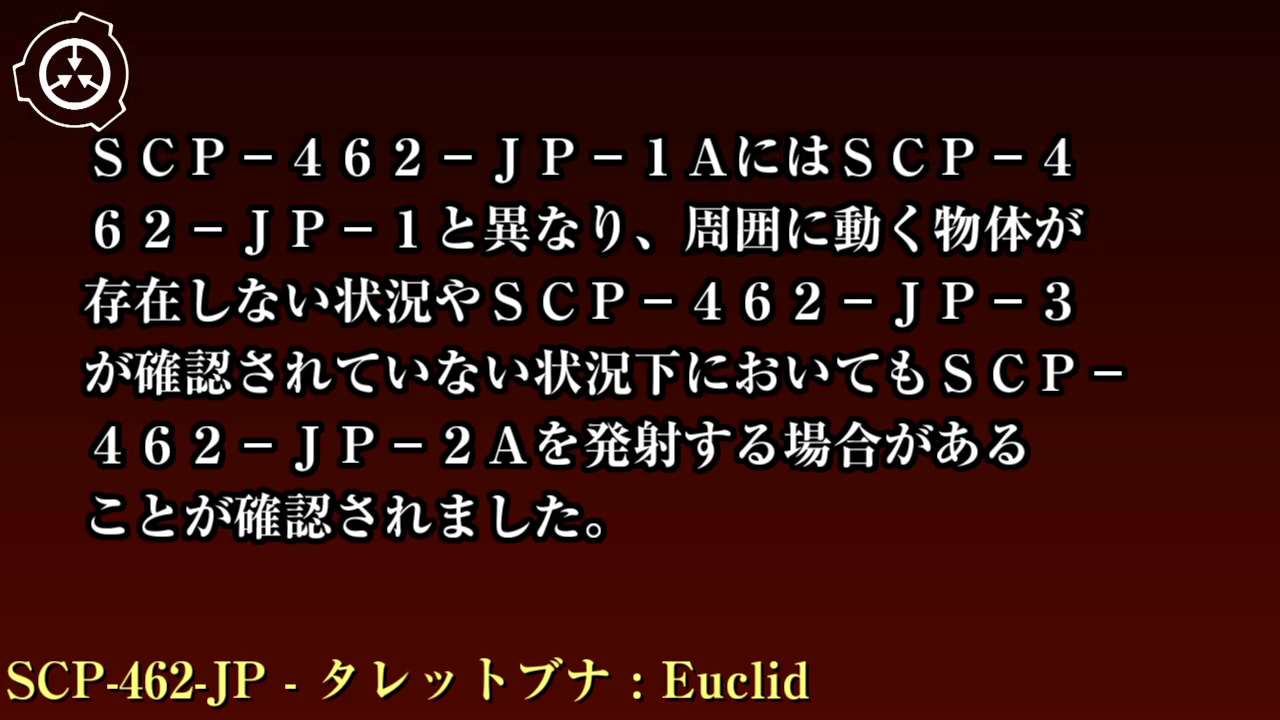 ＳＣＰ－４６２－ＪＰ－１ＡにはＳＣＰ－４
６２－ＪＰ－１と異なり、周囲に動く物体が
存在しない状況やＳＣＰ－４６２－ＪＰ－３
が確認されていない状況下においてもＳＣＰ－
４６２－ＪＰ－２Ａを発射する場合がある
ことが確認されました。
SCP-462-JP - タレットブナ : Euclid